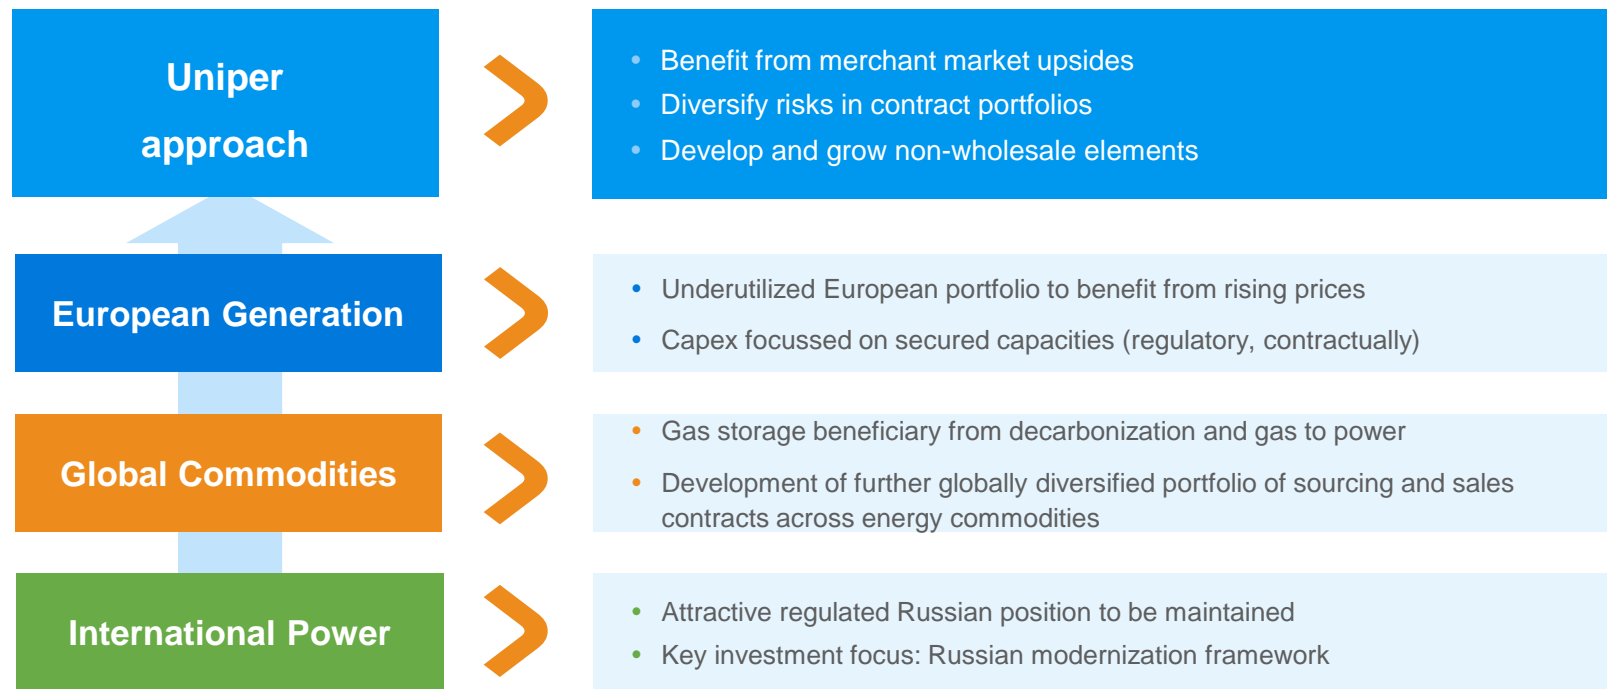 Uniper
approach
• Benefit from merchant market upsides
• Diversify risks in contract portfolios
• Develop and grow non-wholesale elements
European Generation
• Underutilized European portfolio to benefit from rising prices
• Capex focussed on secured capacities (regulatory, contractually)
Global Commodities
• Gas storage beneficiary from decarbonization and gas to power
• Development of further globally diversified portfolio of sourcing and sales
contracts across energy commodities
International Power
• Attractive regulated Russian position to be maintained
• Key investment focus: Russian modernization framework